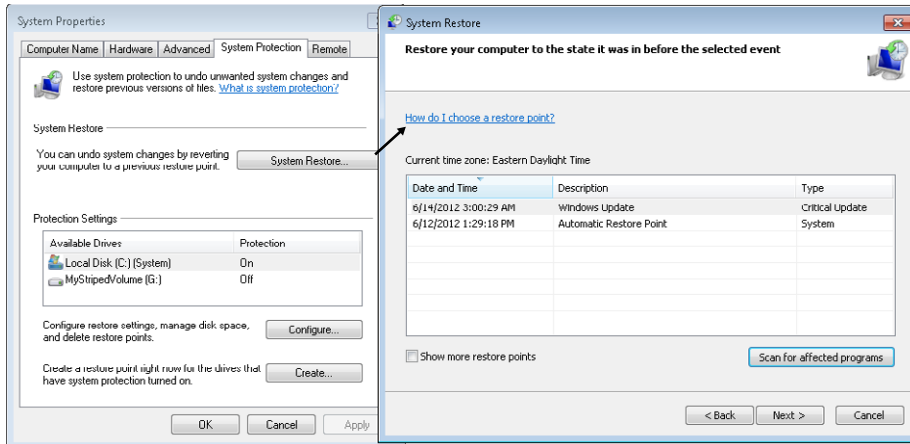 System Properties
Computer Name
Hardware
Advanced
System Protection
Remote
Use system protection to undo unwanted system changes and
restore previous versions of files. What is system protection?
System Restore
You can undo system changes by reverting
your computer to a previous restore point.
System Restore...
Protection Settings
Available Drives
Protection
Local Disk (C:) (System)
On
MyStripedVolume (G:)
Off
Configure restore settings, manage disk space,
and delete restore points.
Configure...
Create a restore point right now for the drives that
have system protection turned on.
Create...
OK
Cancel
Apply
System Restore
Restore your computer to the state it was in before the selected event
How do I choose a restore point?
Current time zone: Eastern Daylight Time
Date and Time
Description
Type
6/14/2012 3:00:29 AM
Windows Update
Critical Update
6/12/2012 1:29:18 PM
Automatic Restore Point
System
Show more restore points
Scan for affected programs
< Back
Next >
Cancel